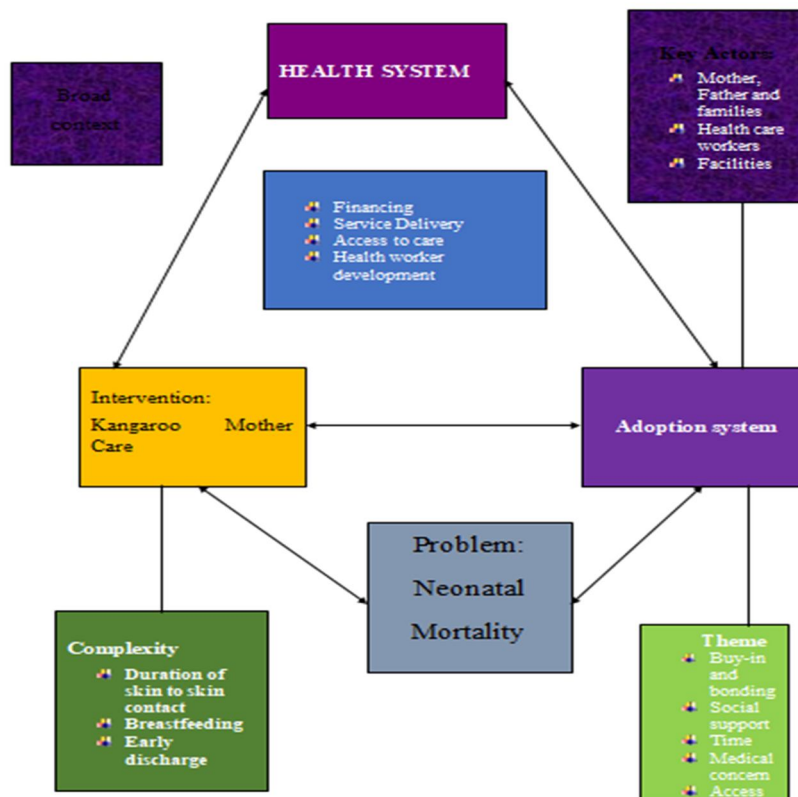 HEALTH SYSTEM
Broad
context
Key Actors:
Mother,
Father and
families
Health care
workers
Facilities
Financing
Service Delivery
Access to care
Health worker
development
Intervention:
Kangaroo Mother
Care
Adoption system
Problem:
Neonatal
Mortality
Complexity
Duration of
skin to skin
contact
Breastfeeding
Early
discharge
Theme
Buy-in
and
bonding
Social
support
Time
Medical
concern
Access